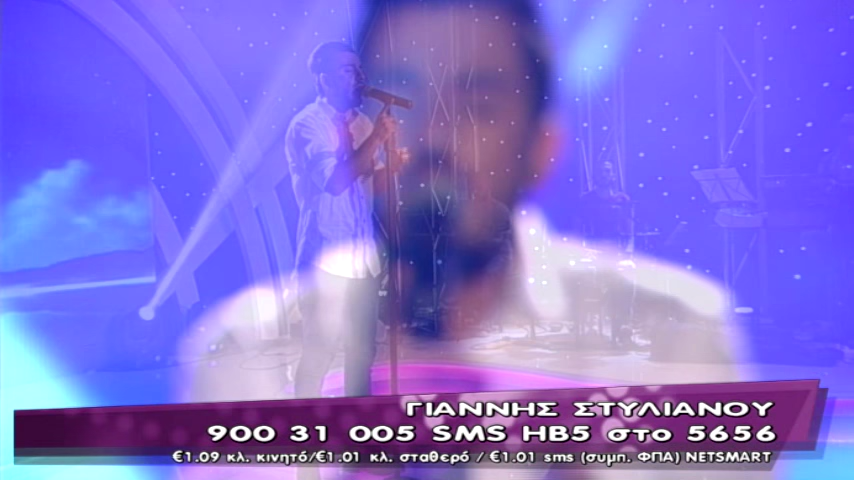 ΓΙΑΝΝΗΣ ΣΤΥΛΙΑΝΟΥ
900 31 005 SMS HB5 στο 5656
€1.09 κλ. κινητό/€1.01 κλ. σταθερό / €1.01 sms (συμπ. ΦΠΑ) NETSMART